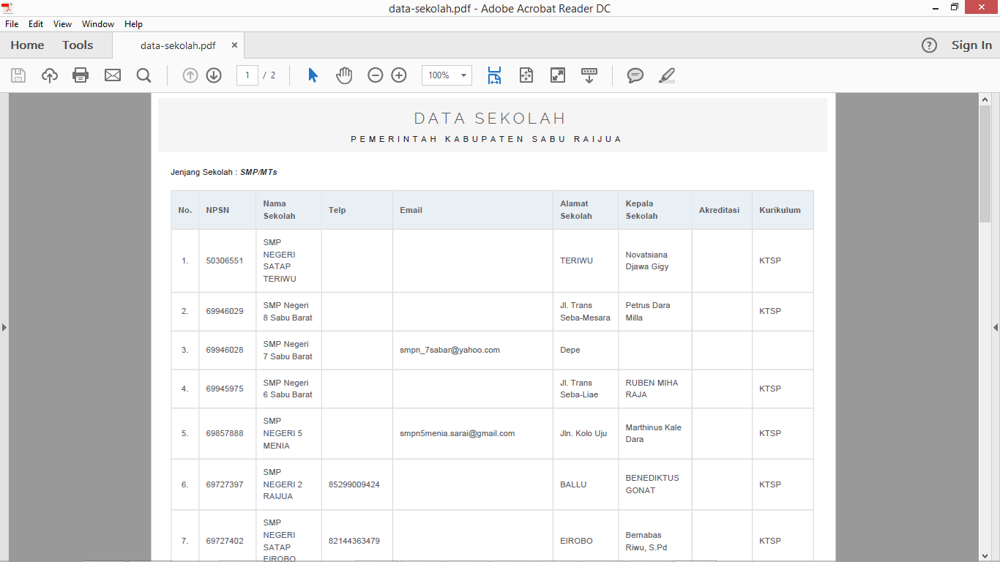 data-sekolah.pdf - Adobe Acrobat Reader DC
File Edit View Window Help
Home Tools data-sekolah.pdf × ? Sign In
1 / 2 100%
DATA SEKOLAH
PEMERINTAH KABUPATEN SABU RAIJUA
Jenjang Sekolah : SMP/MTs
No. NPSN Nama Sekolah Telp Email Alamat Sekolah Kepala Sekolah Akreditasi Kurikulum
1. 50306551 SMP NEGERI SATAP TERIWU TERIWU Novatsiana Djawa Gigy KTSP
2. 69946029 SMP Negeri 8 Sabu Barat Jl. Trans Seba-Mesara Petrus Dara Milla KTSP
3. 69946028 SMP Negeri 7 Sabu Barat smpn_7sabar@yahoo.com Depe
4. 69945975 SMP Negeri 6 Sabu Barat Jl. Trans Seba-Liae RUBEN MIHA RAJA KTSP
5. 69857888 SMP NEGERI 5 MENIA smpn5menia.sarai@gmail.com Jln. Kolo Uju Marthinus Kale Dara KTSP
6. 69727397 SMP NEGERI 2 RAIJUA 85299009424 BALLU BENEDIKTUS GONAT KTSP
7. 69727402 SMP NEGERI SATAP EIROBO 82144363479 EIROBO Bernabas Riwu, S.Pd KTSP